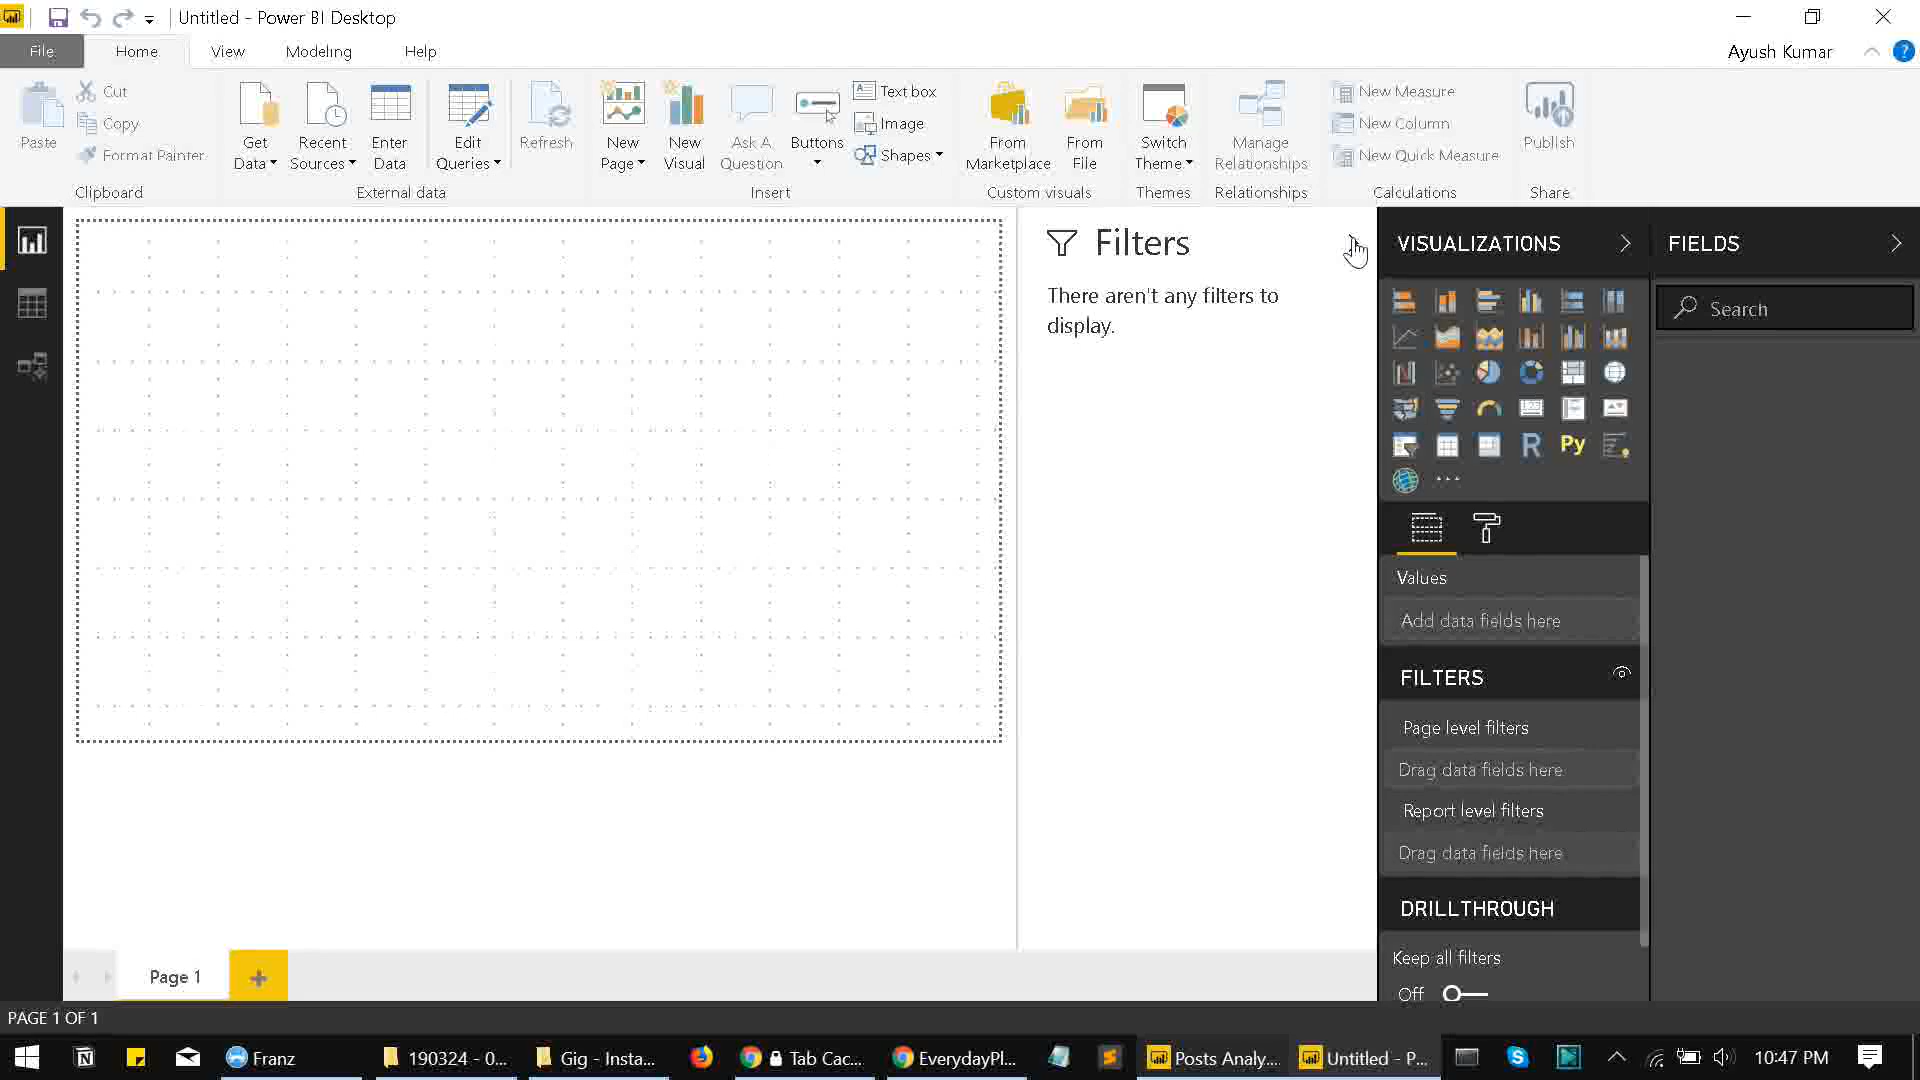 Untitled - Power BI Desktop
File
Home
View
Modeling
Help
Ayush Kumar
?
Paste
Cut
Copy
Format Painter
Clipboard
Get Data
Recent Sources
Enter Data
Edit Queries
Refresh
External data
New Page
New Visual
Ask A Question
Buttons
Text box
Image
Shapes
Insert
From Marketplace
From File
Custom visuals
Switch Theme
Themes
Manage Relationships
Relationships
New Measure
New Column
New Quick Measure
Calculations
Publish
Share
Filters
There aren't any filters to
display.
VISUALIZATIONS
FIELDS
Search
R
Py
Values
Add data fields here
FILTERS
Page level filters
Drag data fields here
Report level filters
Drag data fields here
DRILLTHROUGH
Keep all filters
Off
Page 1
PAGE 1 OF 1
Franz
190324 - 0...
Gig - Insta...
Tab Cac...
EverydayPl...
Posts Analy...
Untitled - P...
10:47 PM